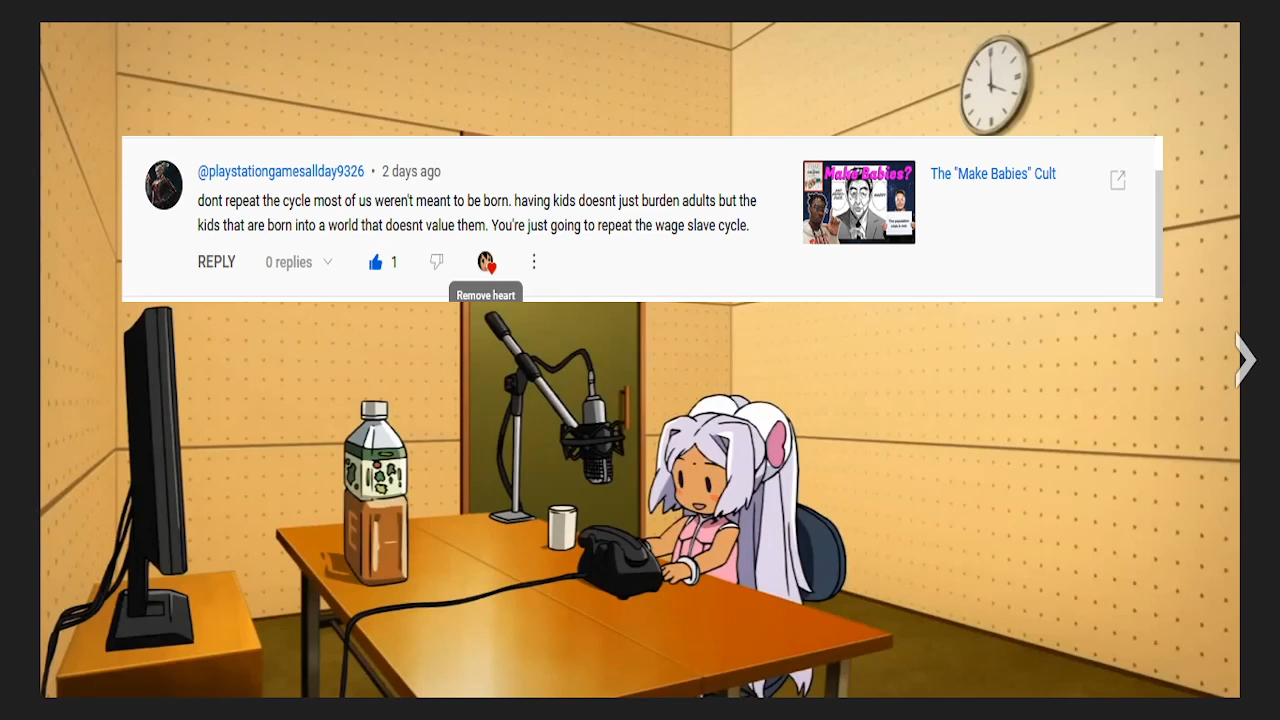 @playstationgamesallday9326 • 2 days ago
dont repeat the cycle most of us weren't meant to be born. having kids doesnt just burden adults but the
kids that are born into a world that doesnt value them. You're just going to repeat the wage slave cycle.
REPLY 0 replies 1
Remove heart
Make Babies?
The "Make Babies" Cult